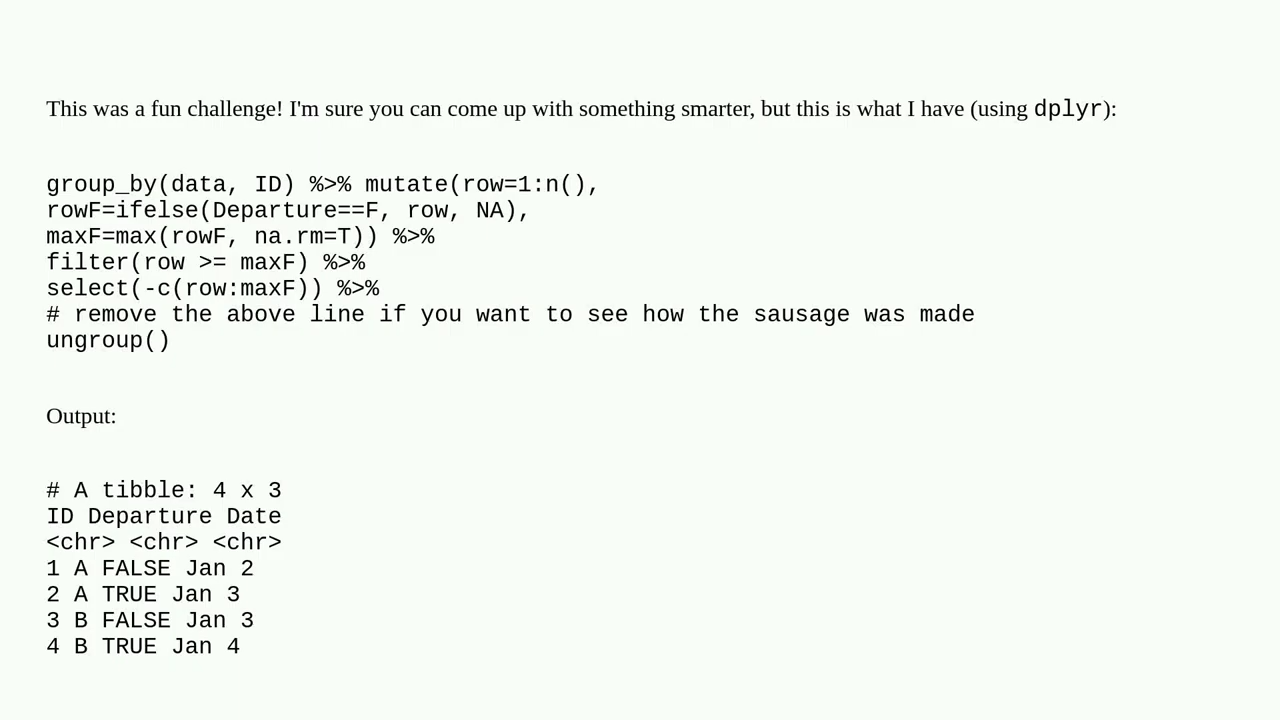 This was a fun challenge! I'm sure you can come up with something smarter, but this is what I have (using dplyr):
group_by(data, ID) %>% mutate(row=1:n(),
rowF=ifelse(Departure==F, row, NA),
maxF=max(rowF, na.rm=T)) %>%
filter(row >= maxF) %>%
select(-c(row:maxF)) %>%
# remove the above line if you want to see how the sausage was made
ungroup()
Output:
# A tibble: 4 x 3
ID Departure Date
<chr> <chr> <chr>
1 A FALSE Jan 2
2 A TRUE Jan 3
3 B FALSE Jan 3
4 B TRUE Jan 4